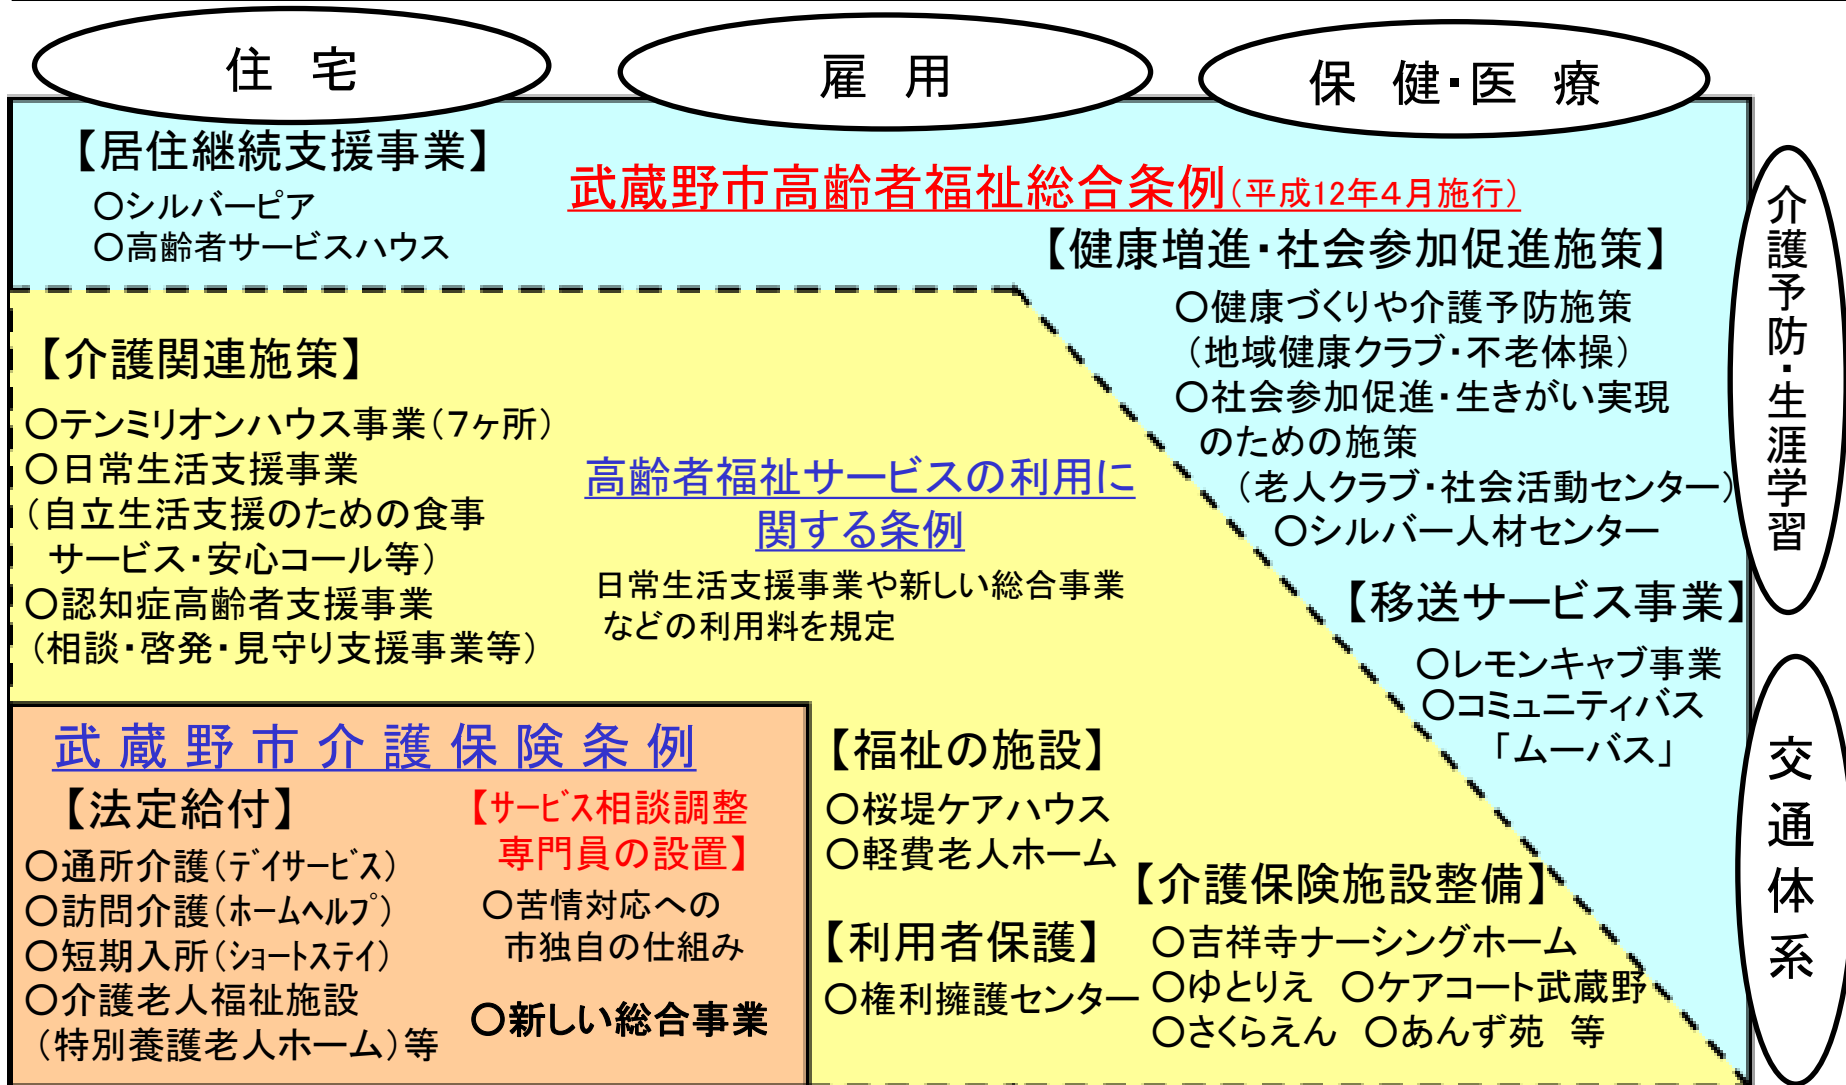 住 宅
雇 用
保 健・医 療
【居住継続支援事業】
○シルバーピア
○高齢者サービスハウス
武蔵野市高齢者福祉総合条例(平成12年4月施行)
【健康増進・社会参加促進施策】
○健康づくりや介護予防施策
(地域健康クラブ・不老体操)
○社会参加促進・生きがい実現
のための施策
(老人クラブ・社会活動センター)
○シルバー人材センター
【移送サービス事業】
○レモンキャブ事業
○コミュニティバス
「ムーバス」
介護予防・生涯学習
交通体系
【介護関連施策】
○テンミリオンハウス事業(7ヶ所)
○日常生活支援事業
(自立生活支援のための食事
サービス・安心コール等)
○認知症高齢者支援事業
(相談・啓発・見守り支援事業等)
高齢者福祉サービスの利用に
関する条例
日常生活支援事業や新しい総合事業
などの利用料を規定
武蔵野市介護保険条例
【法定給付】
○通所介護(デイサービス)
○訪問介護(ホームヘルプ)
○短期入所(ショートステイ)
○介護老人福祉施設
(特別養護老人ホーム)等
【サービス相談調整
専門員の設置】
○苦情対応への
市独自の仕組み
○新しい総合事業
【福祉の施設】
○桜堤ケアハウス
○軽費老人ホーム
【利用者保護】
○権利擁護センター
【介護保険施設整備】
○吉祥寺ナーシングホーム
○ゆとりえ ○ケアコート武蔵野
○さくらえん ○あんず苑 等